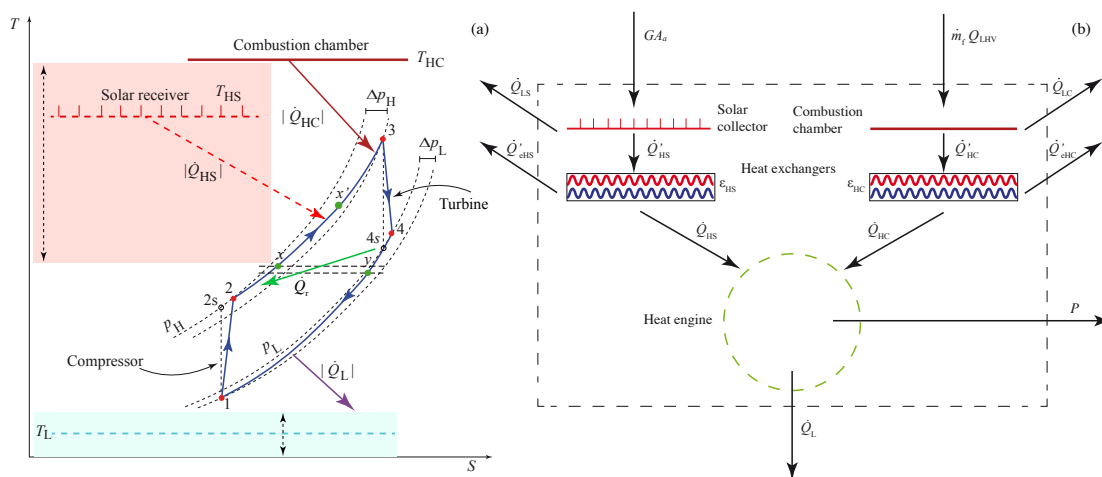 T
(a)
Combustion chamber
T_HC
Solar receiver
T_HS
|Q̇_HC|
Δp_H
3
Δp_L
|Q̇_HS|
x'
Turbine
4
4s
x
y
Q_r
2
2s
p_H
p_L
Compressor
|Q̇_L|
1
T_L
S
(b)
GA_a
ṁ_f Q_LHV
Q̇_LS
Q̇_LC
Solar
collector
Combustion
chamber
Q̇'_eHS
Q̇'_HS
Q̇'_HC
Q̇'_eHC
Heat exchangers
ε_HS
ε_HC
Q̇_HS
Q̇_HC
Heat engine
P
Q̇_L